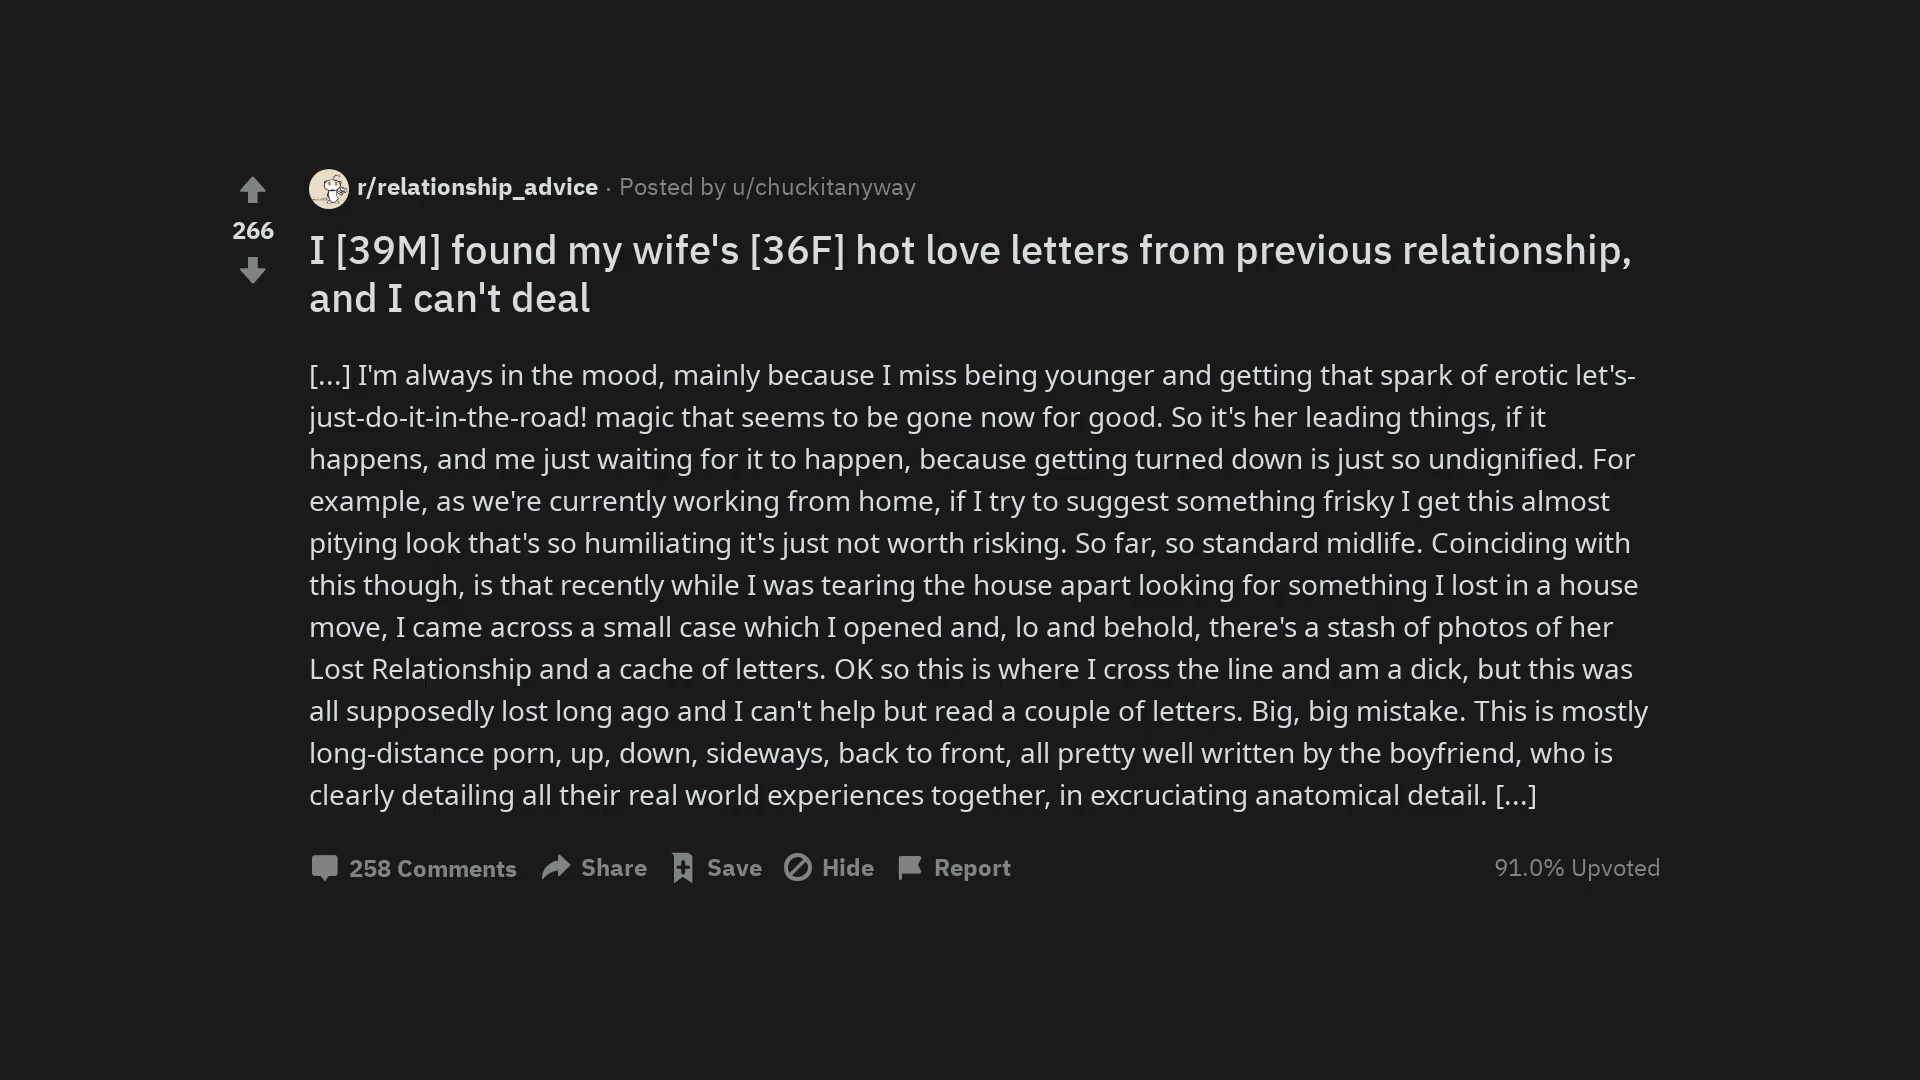 r/relationship_advice · Posted by u/chuckitanyway
266
I [39M] found my wife's [36F] hot love letters from previous relationship,
and I can't deal
[...] I'm always in the mood, mainly because I miss being younger and getting that spark of erotic let's-
just-do-it-in-the-road! magic that seems to be gone now for good. So it's her leading things, if it
happens, and me just waiting for it to happen, because getting turned down is just so undignified. For
example, as we're currently working from home, if I try to suggest something frisky I get this almost
pitying look that's so humiliating it's just not worth risking. So far, so standard midlife. Coinciding with
this though, is that recently while I was tearing the house apart looking for something I lost in a house
move, I came across a small case which I opened and, lo and behold, there's a stash of photos of her
Lost Relationship and a cache of letters. OK so this is where I cross the line and am a dick, but this was
all supposedly lost long ago and I can't help but read a couple of letters. Big, big mistake. This is mostly
long-distance porn, up, down, sideways, back to front, all pretty well written by the boyfriend, who is
clearly detailing all their real world experiences together, in excruciating anatomical detail. [...]
258 Comments Share Save Hide Report 91.0% Upvoted